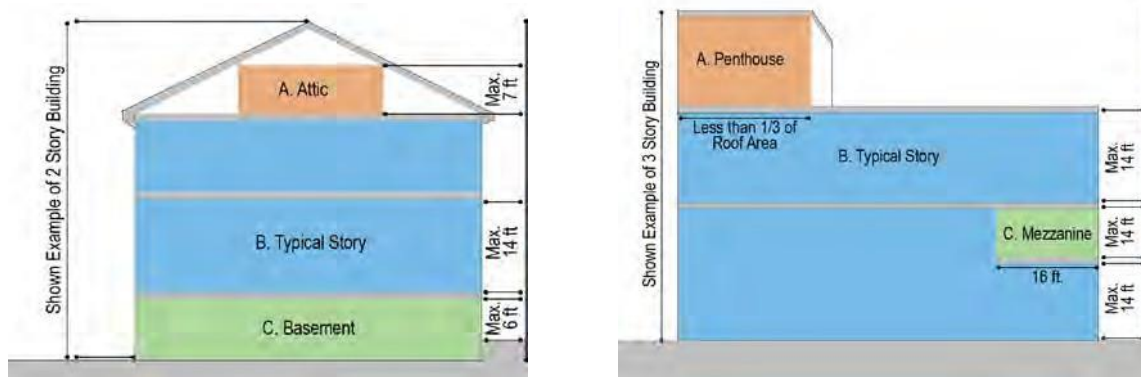 Shown Example of 2 Story Building
A. Attic
Max.
7 ft
B. Typical Story
Max.
14 ft
C. Basement
Max.
6 ft
Shown Example of 3 Story Building
A. Penthouse
Less than 1/3 of
Roof Area
B. Typical Story
Max.
14 ft
C. Mezzanine
Max.
14 ft
16 ft.
Max.
14 ft